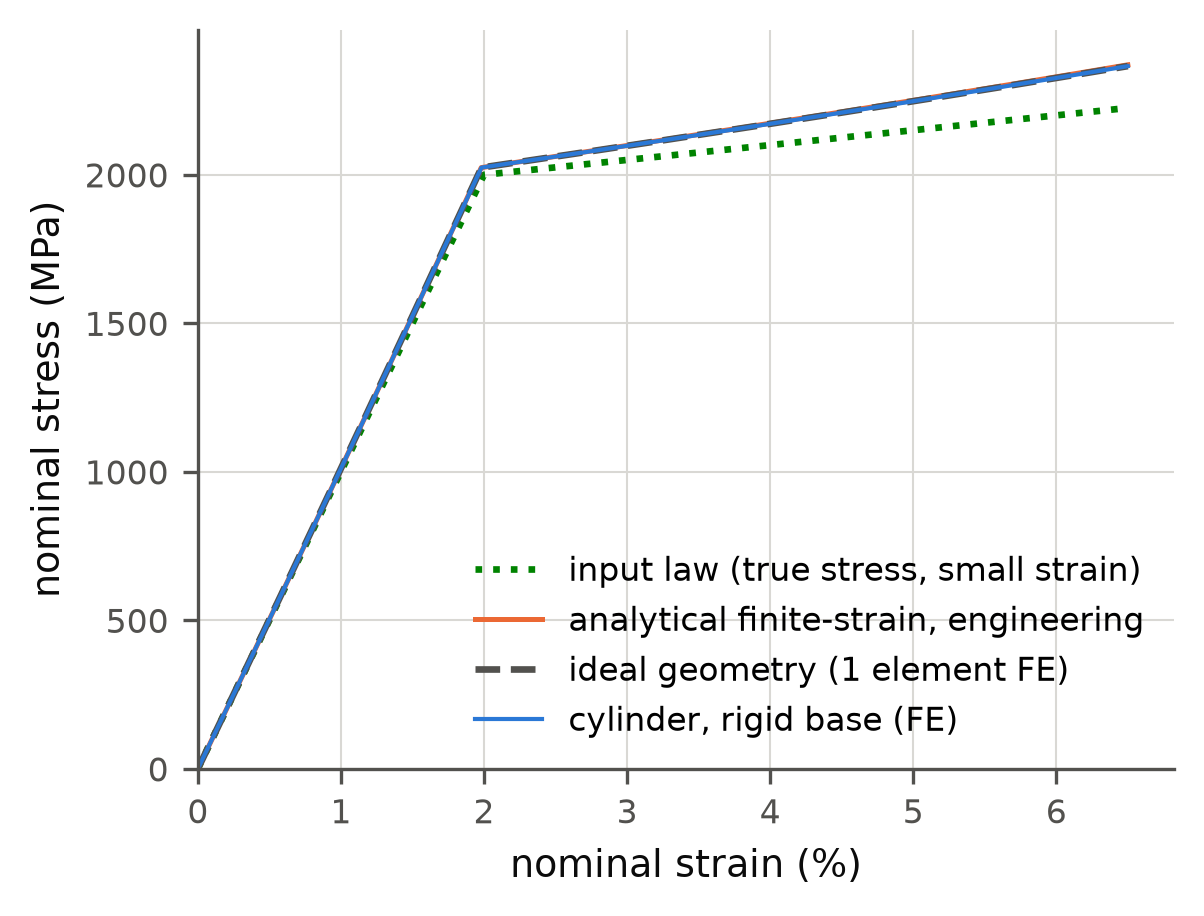 nominal stress (MPa)
2000
1500
1000
500
0
input law (true stress, small strain)
analytical finite-strain, engineering
ideal geometry (1 element FE)
cylinder, rigid base (FE)
0 1 2 3 4 5 6
nominal strain (%)